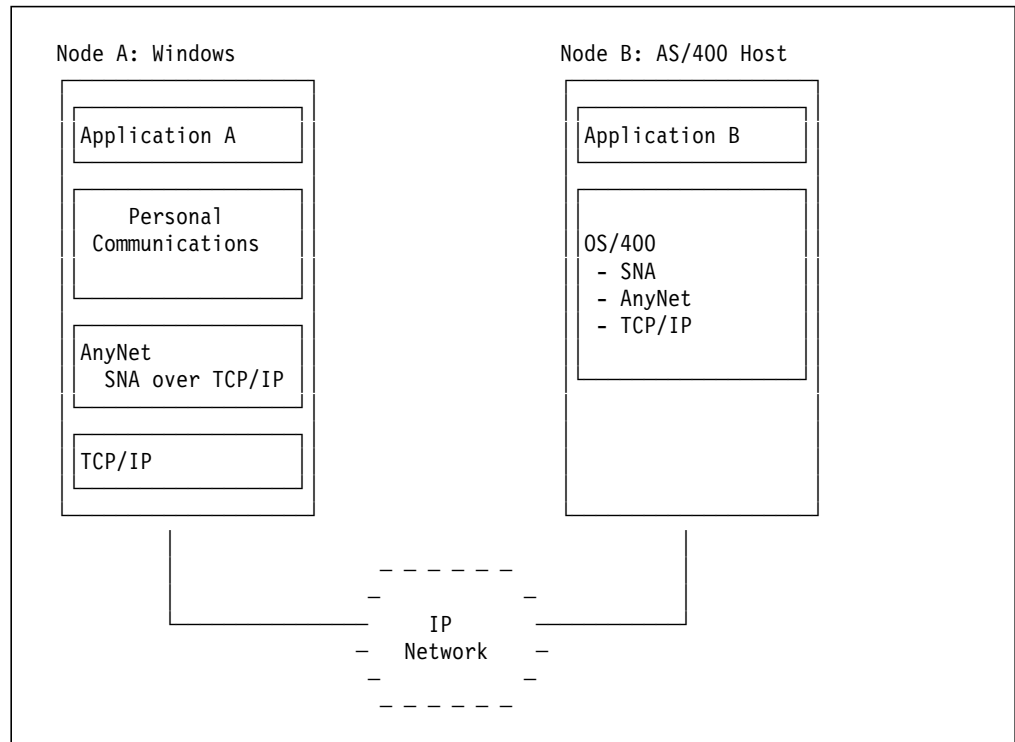 Node A: Windows
Application A
Personal
Communications
AnyNet
SNA over TCP/IP
TCP/IP
Node B: AS/400 Host
Application B
OS/400
- SNA
- AnyNet
- TCP/IP
IP
Network